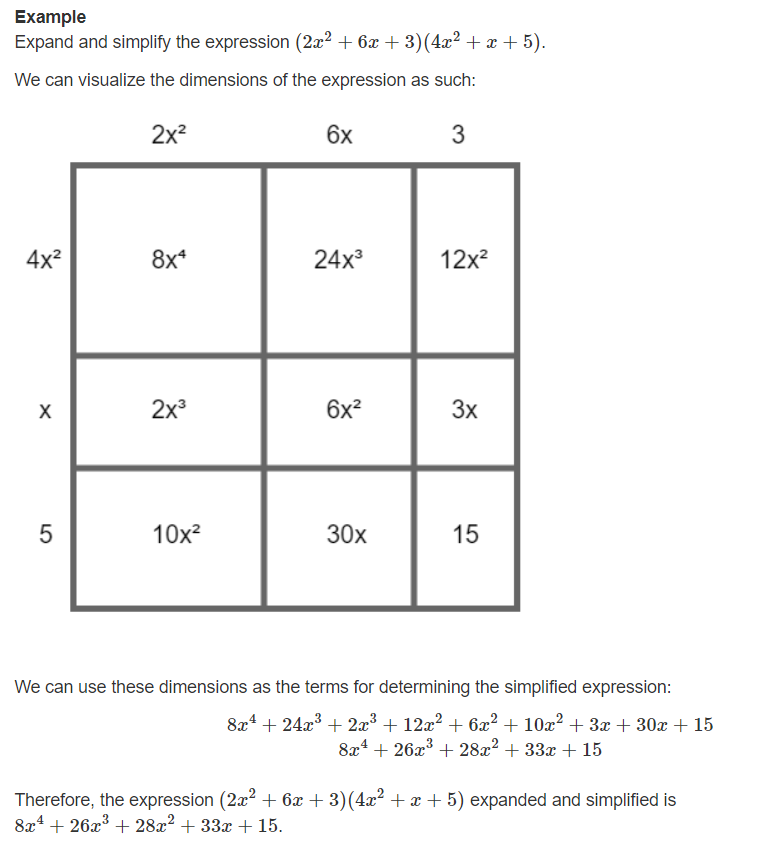 Example
Expand and simplify the expression (2x² + 6x + 3)(4x² + x + 5).
We can visualize the dimensions of the expression as such:
2x² 6x 3
4x² 8x⁴ 24x³ 12x²
x 2x³ 6x² 3x
5 10x² 30x 15
We can use these dimensions as the terms for determining the simplified expression:
8x⁴ + 24x³ + 2x³ + 12x² + 6x² + 10x² + 3x + 30x + 15
8x⁴ + 26x³ + 28x² + 33x + 15
Therefore, the expression (2x² + 6x + 3)(4x² + x + 5) expanded and simplified is
8x⁴ + 26x³ + 28x² + 33x + 15.